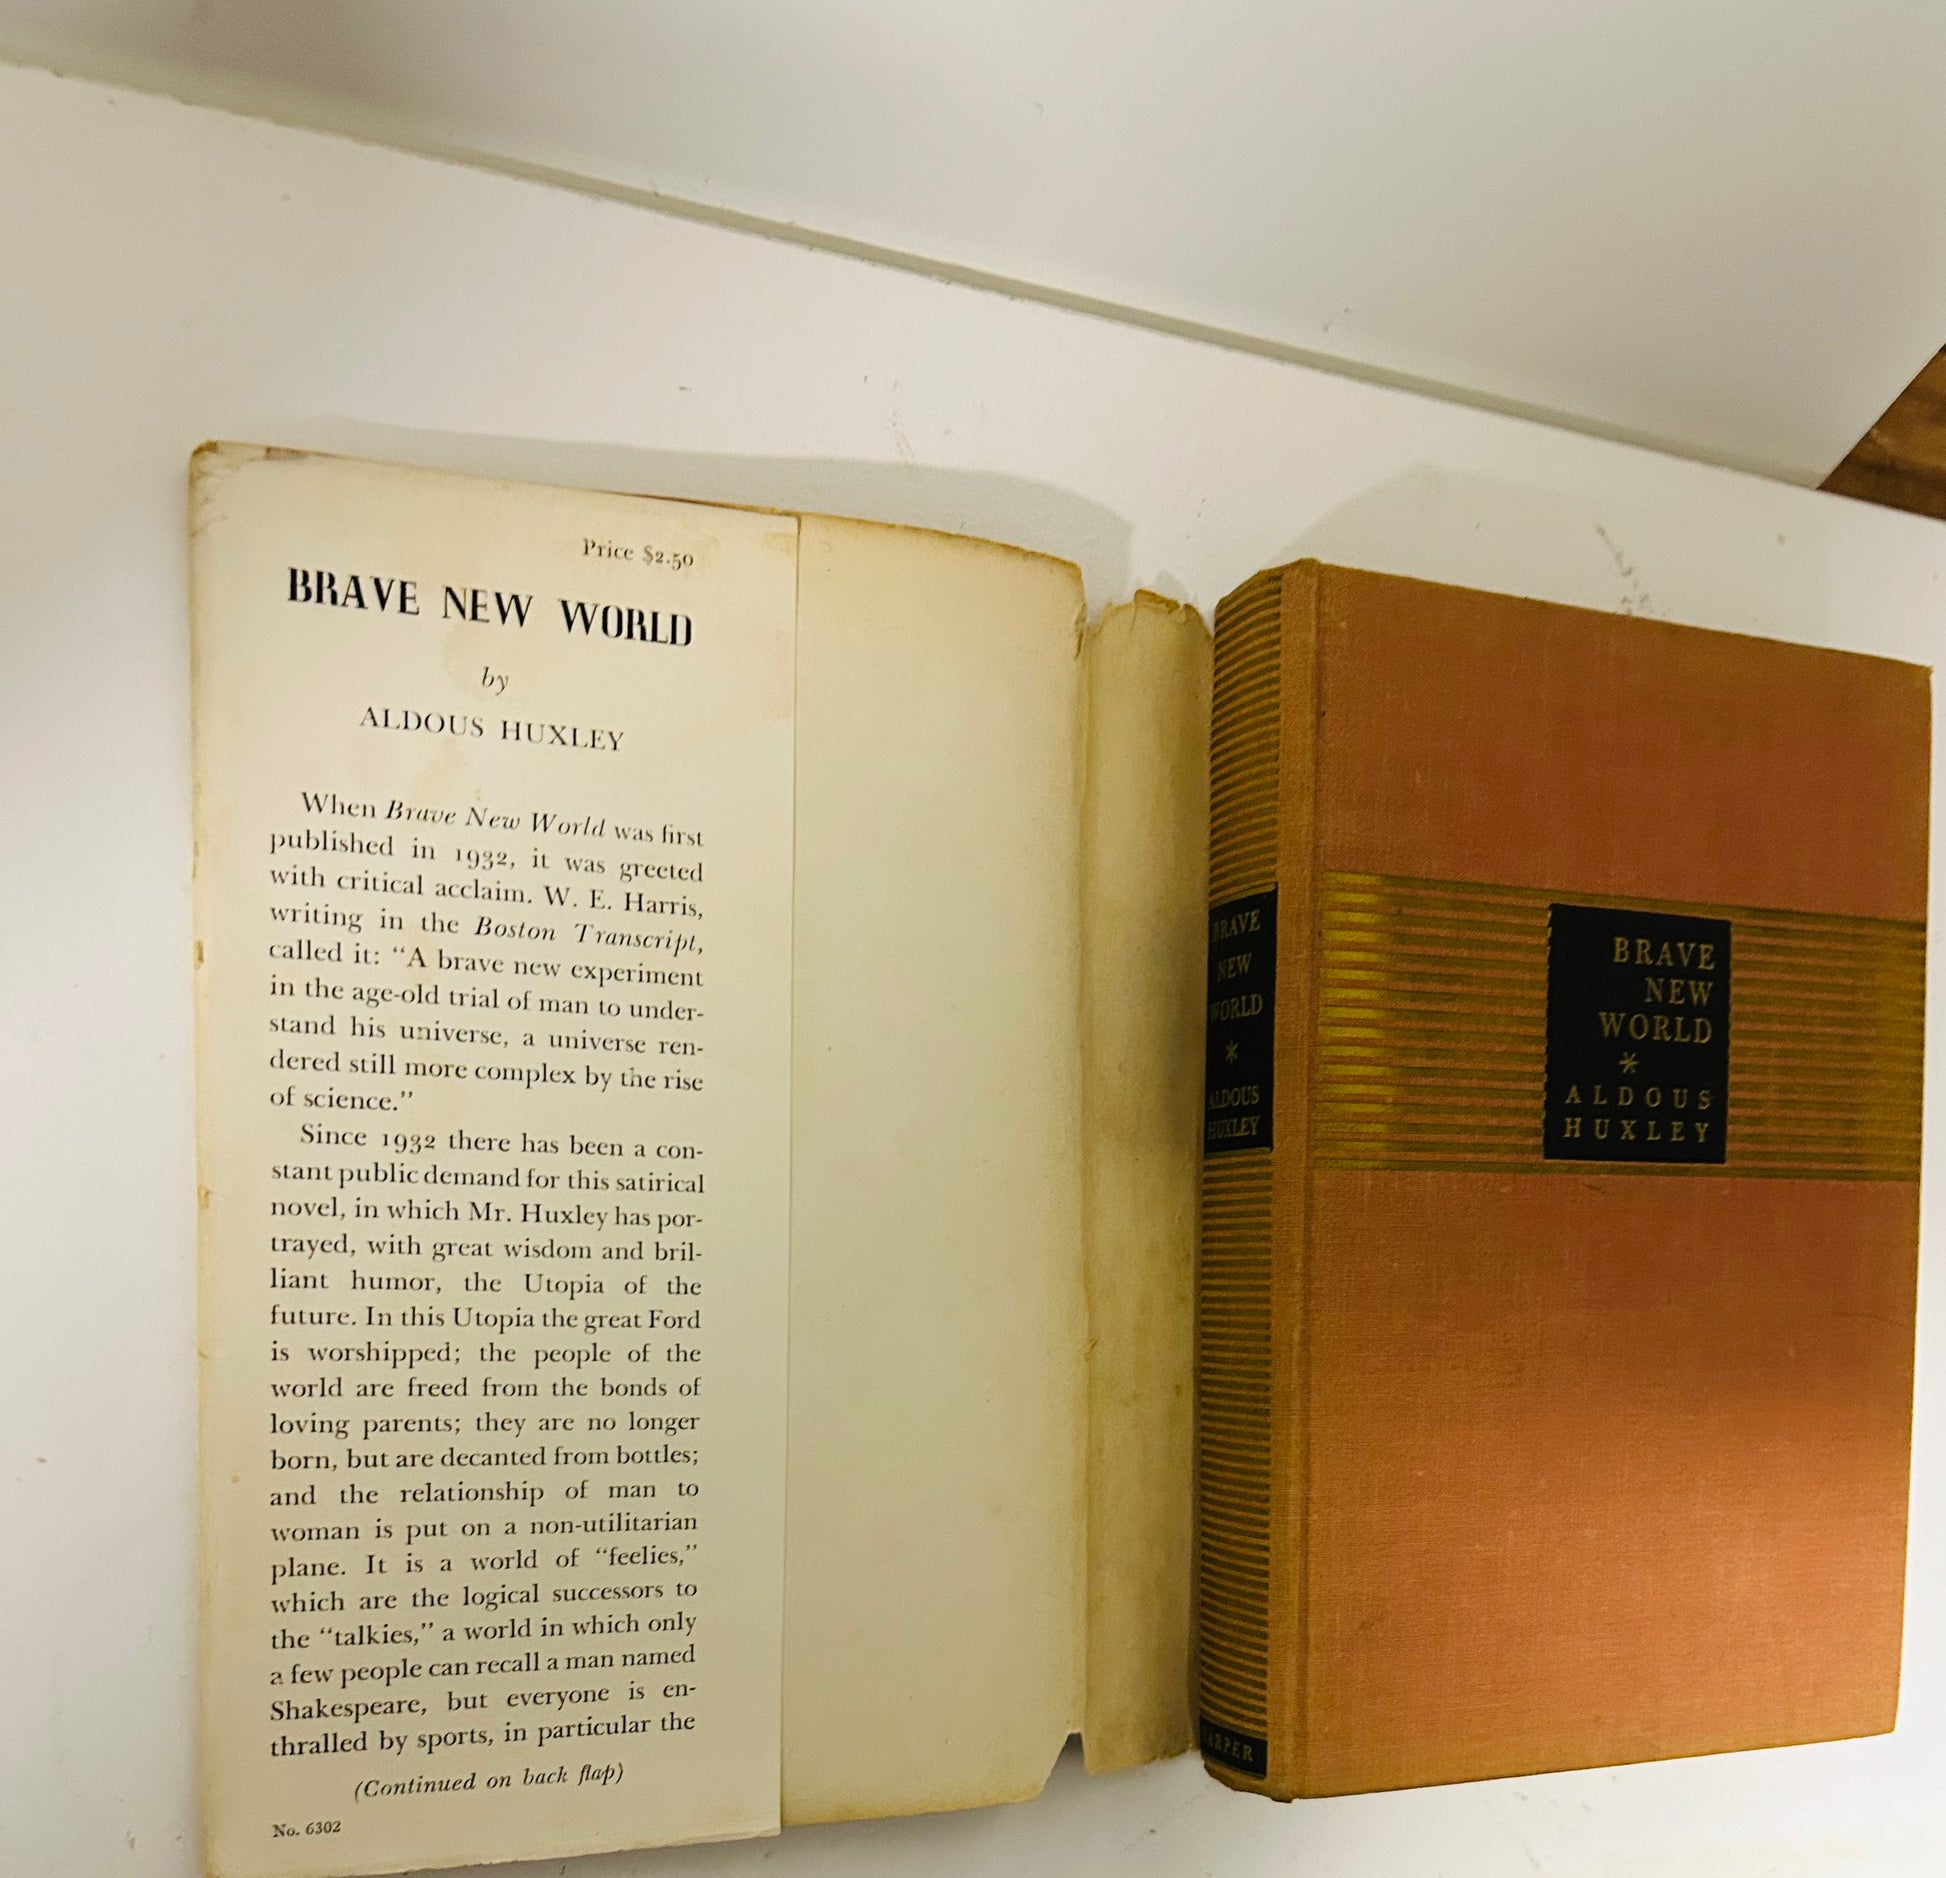 Price $2.50
BRAVE NEW WORLD
by
ALDOUS HUXLEY
When Brave New World was first
published in 1932, it was greeted
with critical acclaim. W. E. Harris,
writing in the Boston Transcript,
called it: “A brave new experiment
in the age-old trial of man to under-
stand his universe, a universe ren-
dered still more complex by the rise
of science.”
Since 1932 there has been a con-
stant public demand for this satirical
novel, in which Mr. Huxley has por-
trayed, with great wisdom and bril-
liant humor, the Utopia of the
future. In this Utopia the great Ford
is worshipped; the people of the
world are freed from the bonds of
loving parents; they are no longer
born, but are decanted from bottles;
and the relationship of man to
woman is put on a non-utilitarian
plane. It is a world of “feelies,”
which are the logical successors to
the “talkies,” a world in which only
a few people can recall a man named
Shakespeare, but everyone is en-
thralled by sports, in particular the
(Continued on back flap)
No. 6302
BRAVE
NEW
WORLD
*
ALDOUS
HUXLEY
HARPER
BRAVE
NEW
WORLD
*
ALDOUS
HUXLEY